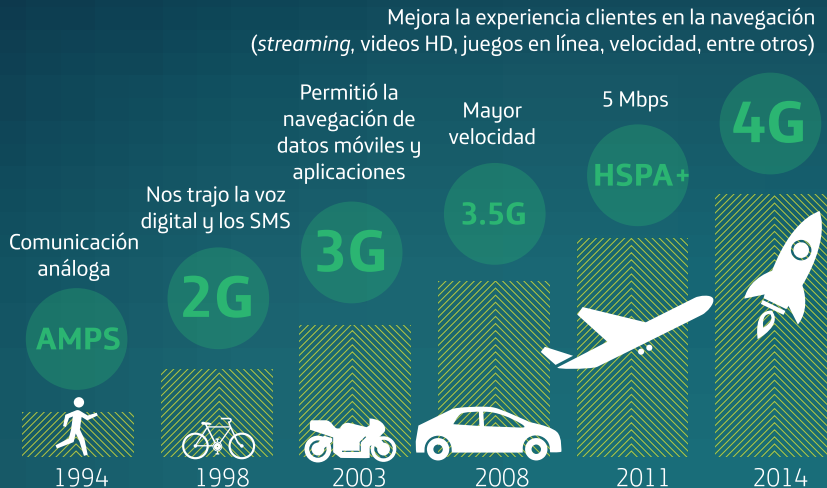 Mejora la experiencia clientes en la navegación
(streaming, videos HD, juegos en línea, velocidad, entre otros)
Comunicación
análoga
AMPS
1994
Nos trajo la voz
digital y los SMS
2G
1998
Permitió la
navegación de
datos móviles y
aplicaciones
3G
2003
Mayor
velocidad
3.5G
2008
5 Mbps
HSPA+
2011
4G
2014